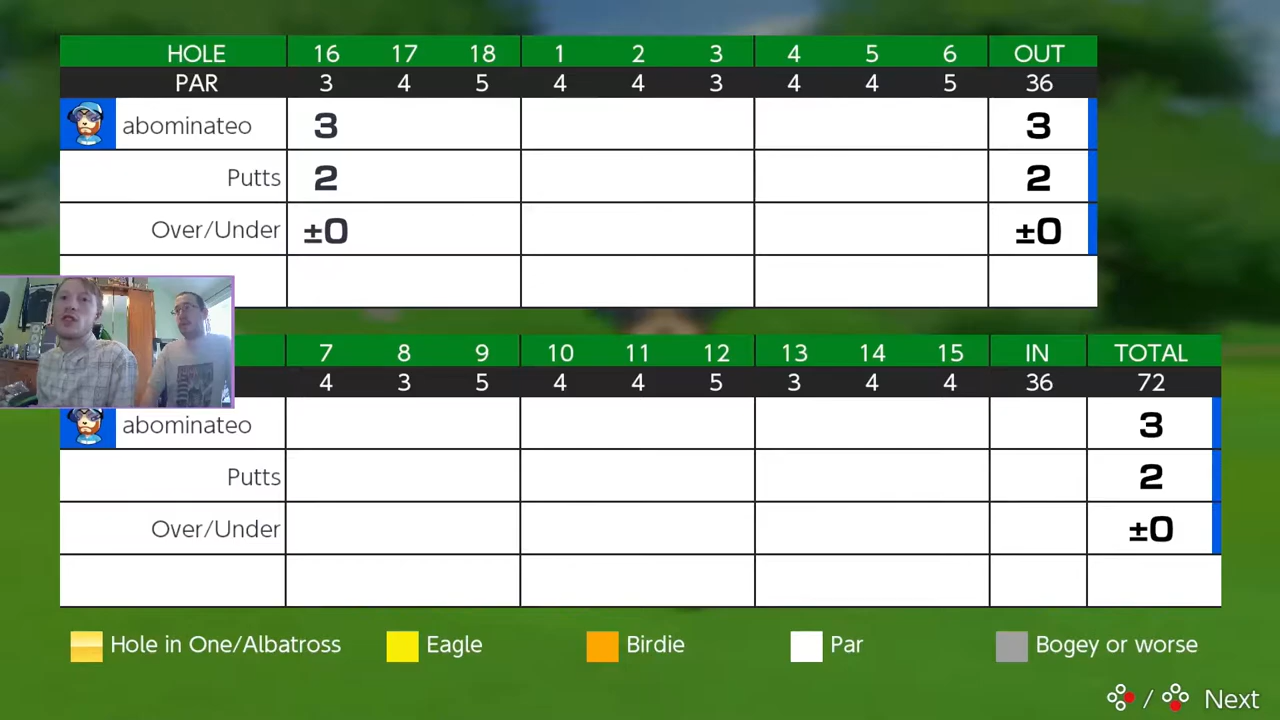 HOLE 16 17 18 1 2 3 4 5 6 OUT
PAR 3 4 5 4 4 3 4 4 5 36
abominateo 3 3
Putts 2 2
Over/Under ±0 ±0
7 8 9 10 11 12 13 14 15 IN TOTAL
4 3 5 4 4 5 3 4 4 36 72
abominateo 3
Putts 2
Over/Under ±0
Hole in One/Albatross Eagle Birdie Par Bogey or worse
/ Next